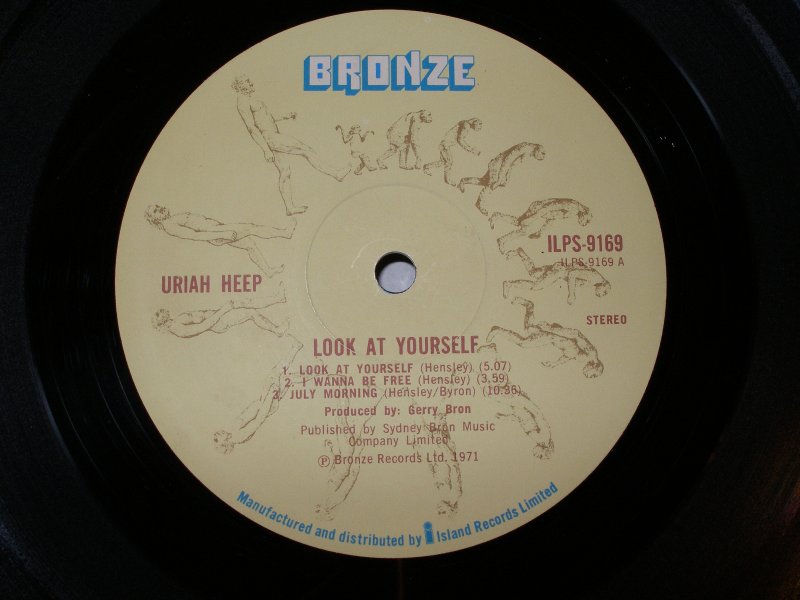 BRONZE
ILPS-9169
ILPS-9169 A
URIAH HEEP
STEREO
LOOK AT YOURSELF
1. LOOK AT YOURSELF (Hensley) (5.07)
2. I WANNA BE FREE (Hensley) (3.59)
3. JULY MORNING (Hensley/Byron) (10.36)
Produced by: Gerry Bron
Published by Sydney Bron Music
Company Limited
℗ Bronze Records Ltd. 1971
Manufactured and distributed by i Island Records Limited